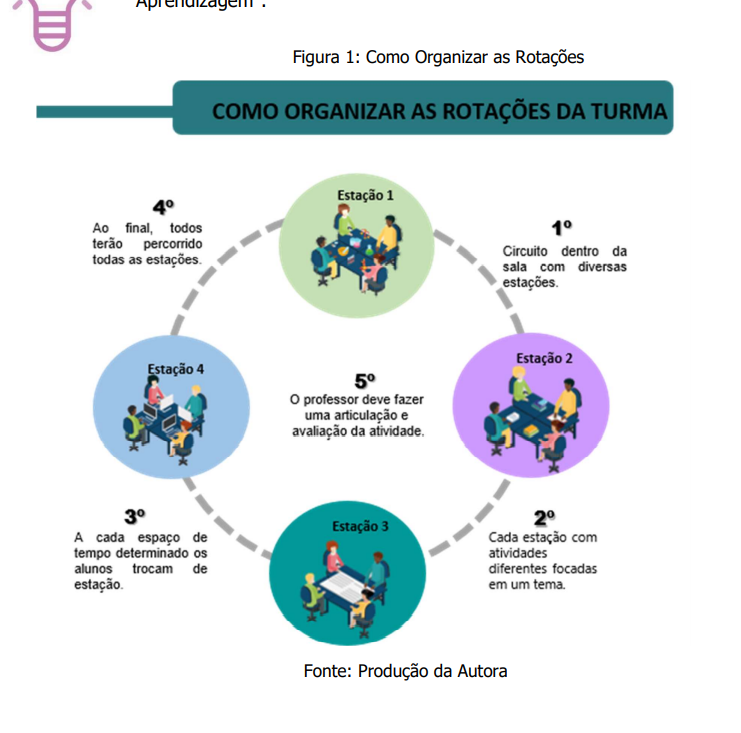 Aprendizagem".
Figura 1: Como Organizar as Rotações
COMO ORGANIZAR AS ROTAÇÕES DA TURMA
Estação 1
1º
Circuito dentro da
sala com diversas
estações.
Estação 2
2º
Cada estação com
atividades
diferentes focadas
em um tema.
Estação 3
3º
A cada espaço de
tempo determinado os
alunos trocam de
estação.
Estação 4
4º
Ao final, todos
terão percorrido
todas as estações.
5º
O professor deve fazer
uma articulação e
avaliação da atividade.
Fonte: Produção da Autora